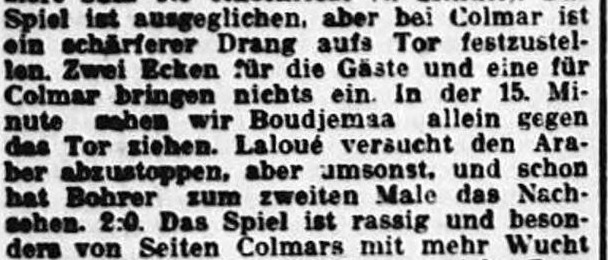 Spiel ist ausgeglichen, aber bei Colmar ist
ein schärferer Drang aufs Tor festzustel-
len. Zwei Ecken für die Gäste und eine für
Colmar bringen nichts ein. In der 15. Mi-
nute sehen wir Boudjemaa allein gegen
das Tor ziehen. Laloué versucht den Ara-
ber abzustoppen, aber umsonst, und schon
hat Bohrer zum zweiten Male das Nach-
sehen. 2:0. Das Spiel ist rassig und beson-
ders von Seiten Colmars mit mehr Wucht